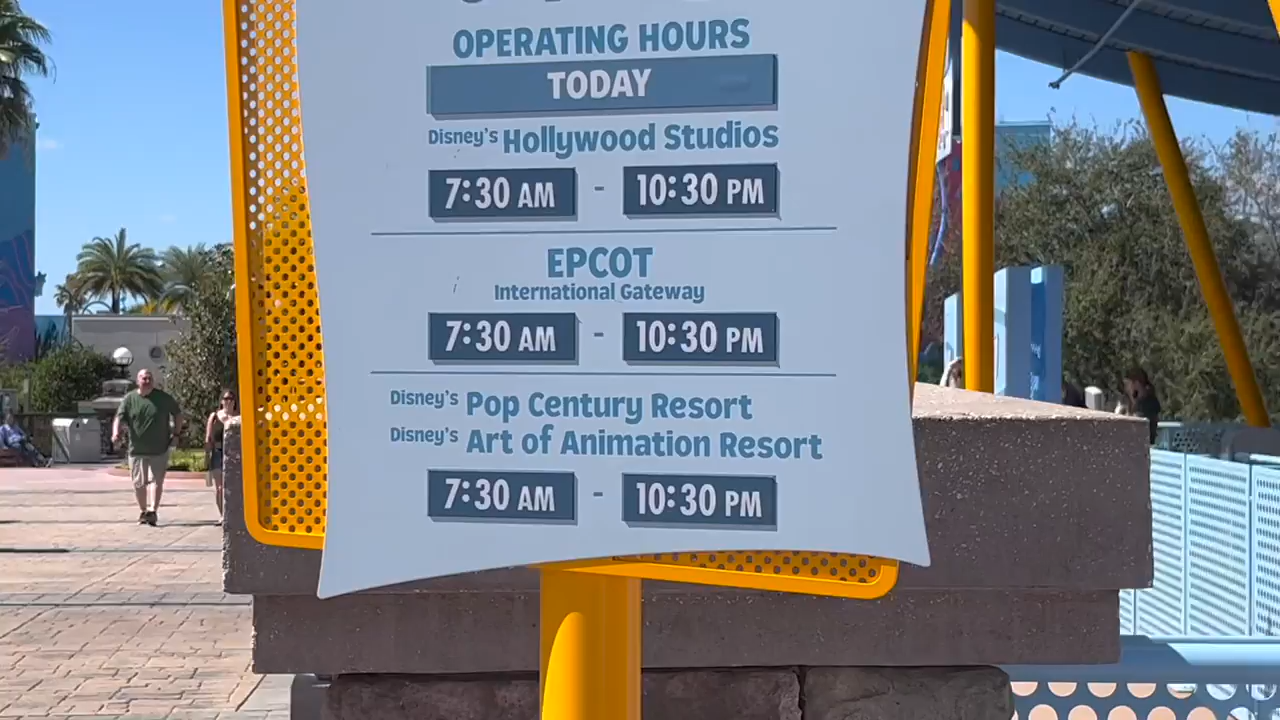 OPERATING HOURS
TODAY
Disney's Hollywood Studios
7:30 AM - 10:30 PM
EPCOT
International Gateway
7:30 AM - 10:30 PM
Disney's Pop Century Resort
Disney's Art of Animation Resort
7:30 AM - 10:30 PM